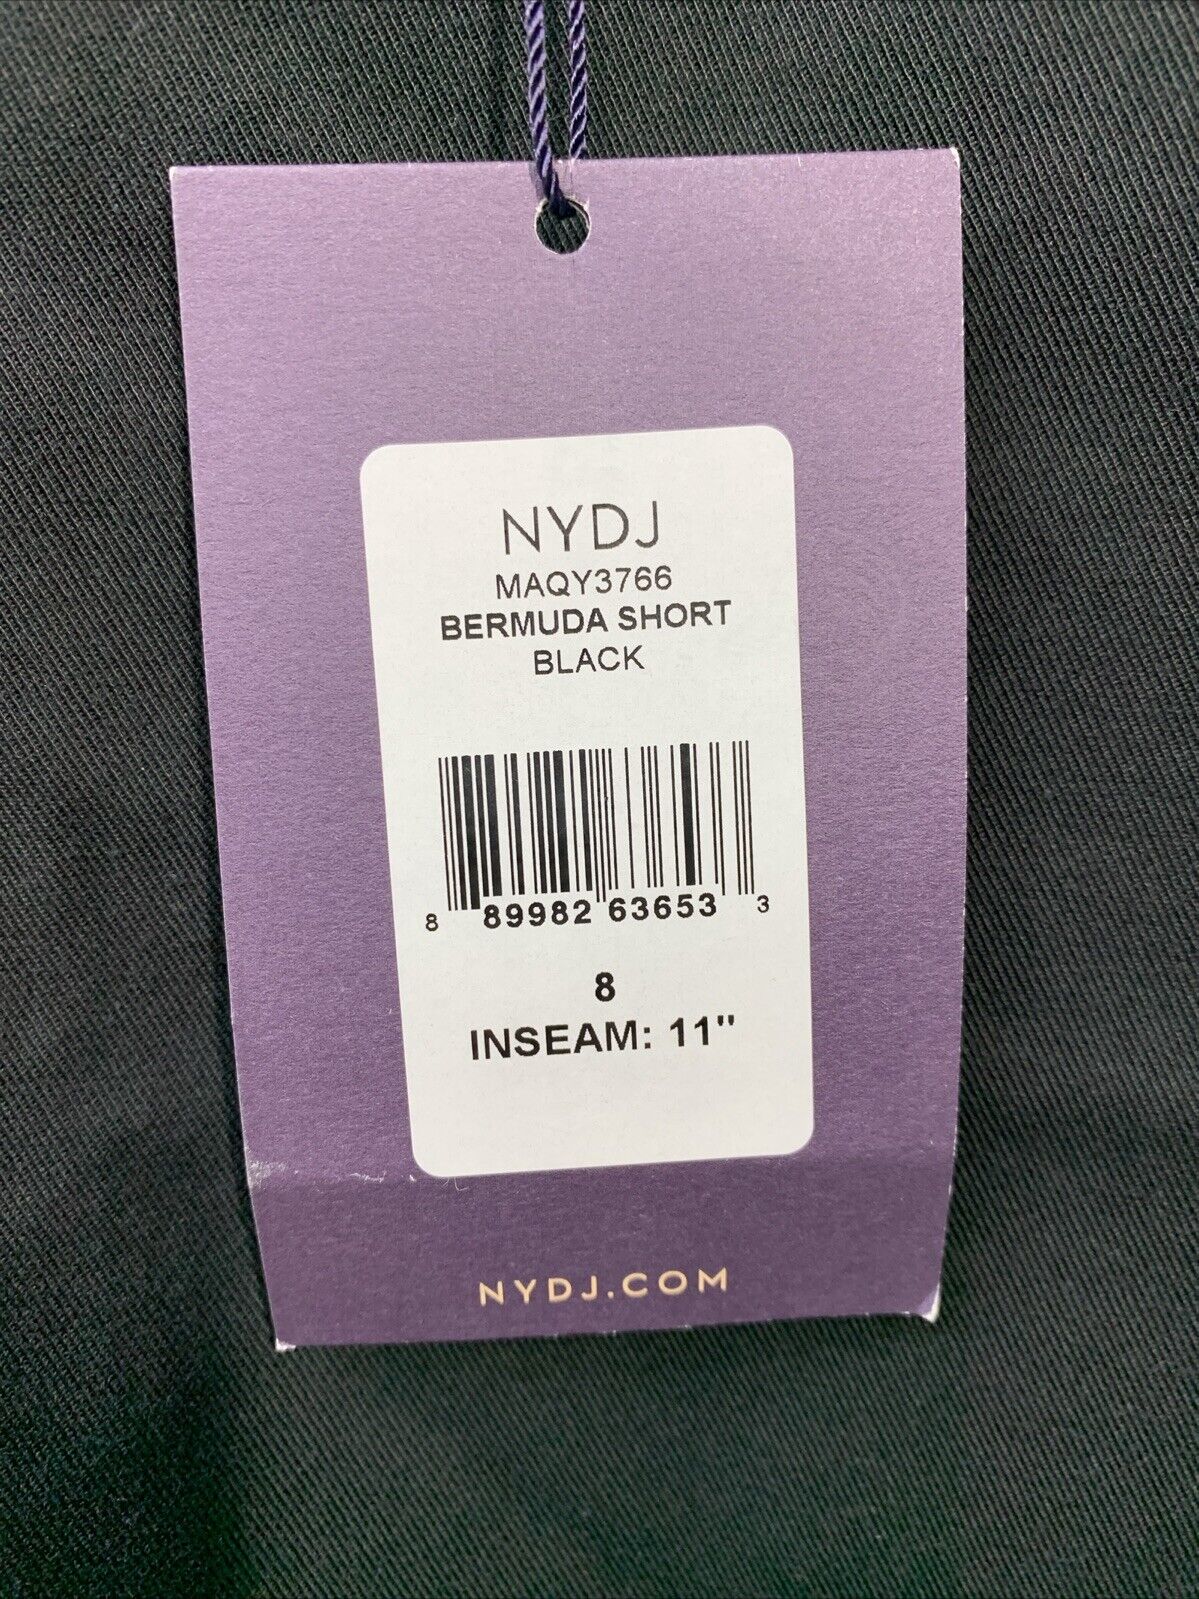 NYDJ
MAQY3766
BERMUDA SHORT
BLACK
8 89982 63653 3
8
INSEAM: 11"
NYDJ.COM